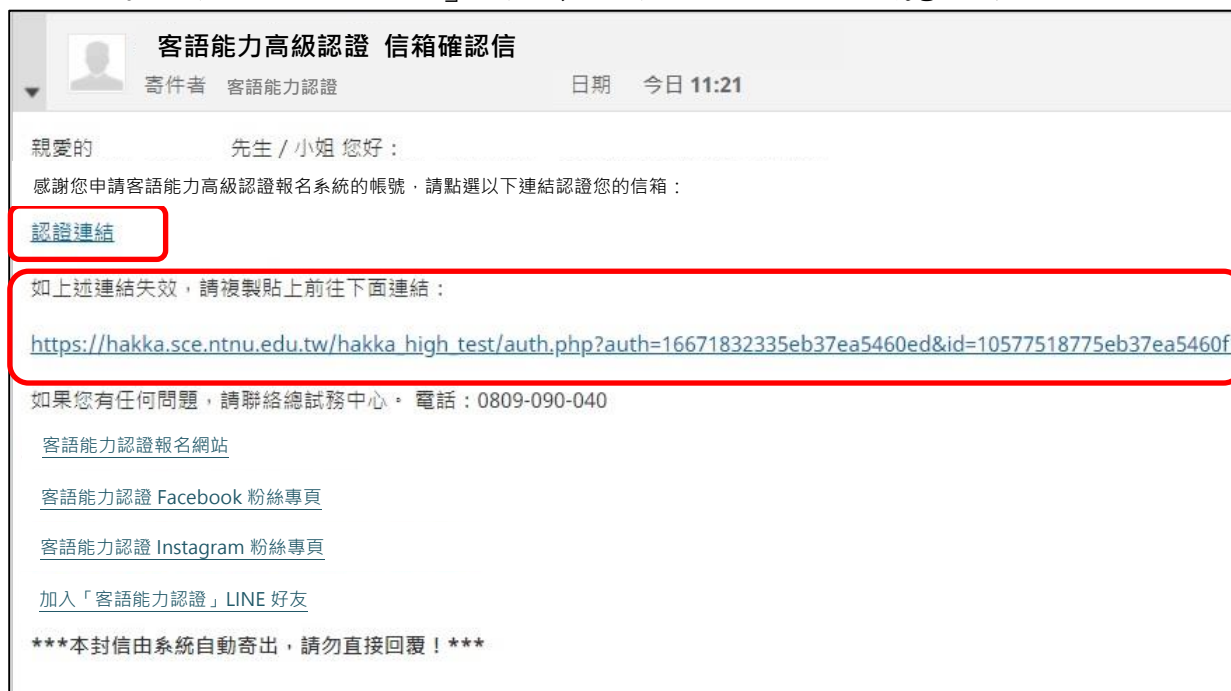 客語能力高級認證 信箱確認信
寄件者 客語能力認證 日期 今日 11:21
親愛的 先生 / 小姐 您好：
感謝您申請客語能力高級認證報名系統的帳號，請點選以下連結認證您的信箱：
認證連結
如上述連結失效，請複製貼上前往下面連結：
https://hakka.sce.ntnu.edu.tw/hakka_high_test/auth.php?auth=16671832335eb37ea5460ed&id=10577518775eb37ea5460f
如果您有任何問題，請聯絡總試務中心。 電話：0809-090-040
客語能力認證報名網站
客語能力認證 Facebook 粉絲專頁
客語能力認證 Instagram 粉絲專頁
加入「客語能力認證」LINE 好友
***本封信由系統自動寄出，請勿直接回覆！***